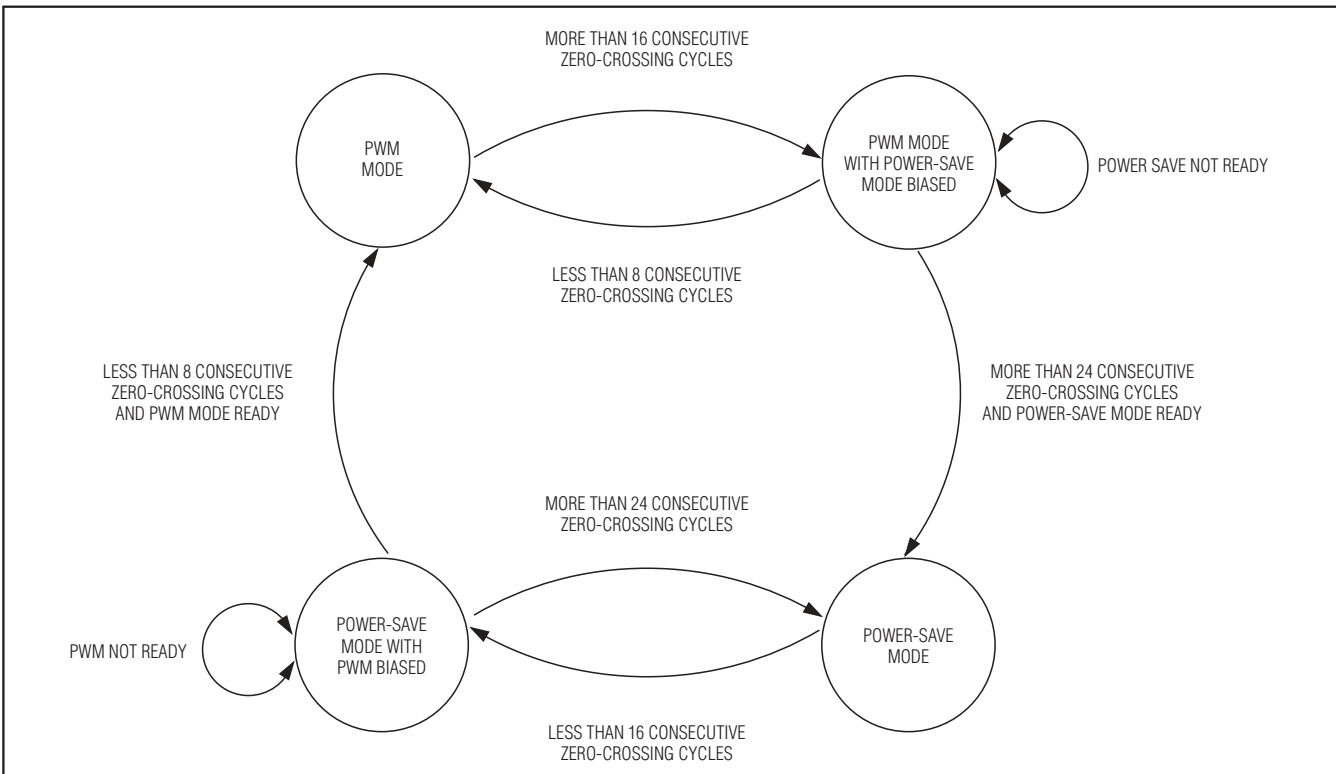 MORE THAN 16 CONSECUTIVE
ZERO-CROSSING CYCLES
PWM
MODE
PWM MODE
WITH POWER-SAVE
MODE BIASED
POWER SAVE NOT READY
LESS THAN 8 CONSECUTIVE
ZERO-CROSSING CYCLES
LESS THAN 8 CONSECUTIVE
ZERO-CROSSING CYCLES
AND PWM MODE READY
MORE THAN 24 CONSECUTIVE
ZERO-CROSSING CYCLES
AND POWER-SAVE MODE READY
MORE THAN 24 CONSECUTIVE
ZERO-CROSSING CYCLES
PWM NOT READY
POWER-SAVE
MODE WITH
PWM BIASED
POWER-SAVE
MODE
LESS THAN 16 CONSECUTIVE
ZERO-CROSSING CYCLES